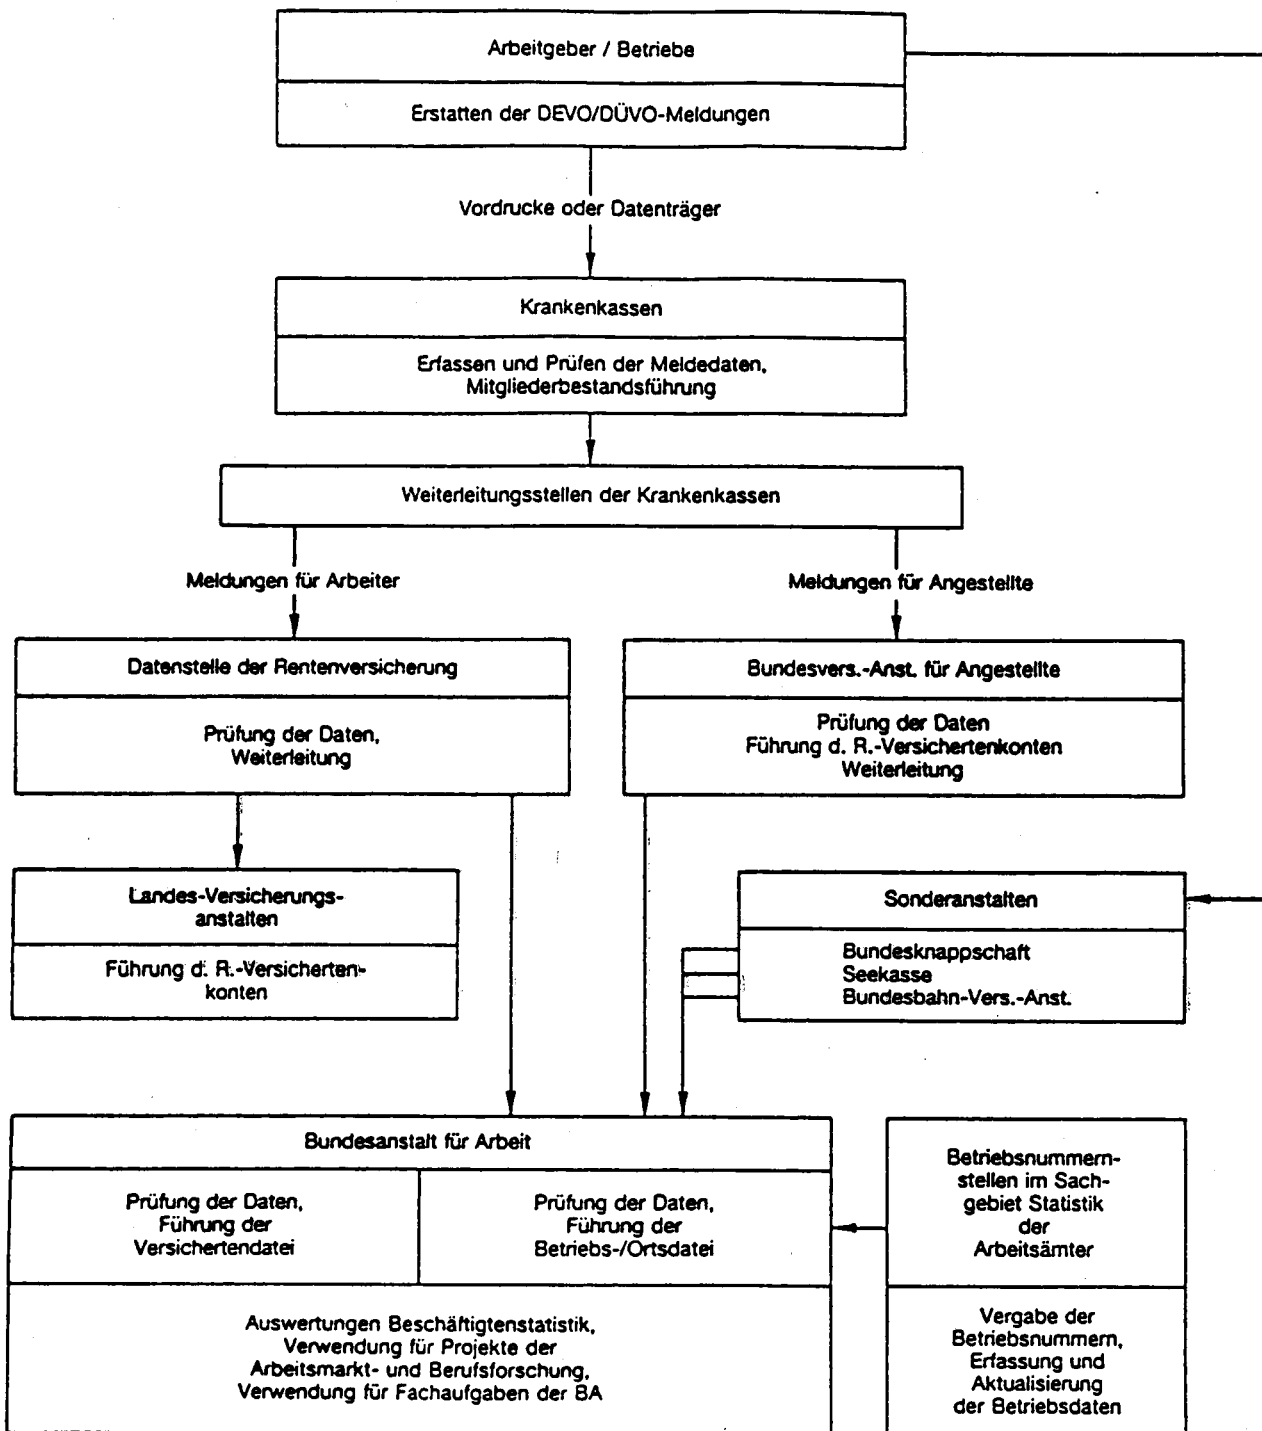 Arbeitgeber / Betriebe
Erstatten der DEVO/DÜVO-Meldungen
Vordrucke oder Datenträger
Krankenkassen
Erfassen und Prüfen der Meldedaten,
Mitgliederbestandsführung
Weiterleitungsstellen der Krankenkassen
Meldungen für Arbeiter
Meldungen für Angestellte
Datenstelle der Rentenversicherung
Prüfung der Daten,
Weiterleitung
Bundesvers.-Anst. für Angestellte
Prüfung der Daten
Führung d. R.-Versichertenkonten
Weiterleitung
Landes-Versicherungs-
anstalten
Führung d. R.-Versicherten-
konten
Sonderanstalten
Bundesknappschaft
Seekasse
Bundesbahn-Vers.-Anst.
Bundesanstalt für Arbeit
Prüfung der Daten,
Führung der
Versichertendatei
Prüfung der Daten,
Führung der
Betriebs-/Ortsdatei
Auswertungen Beschäftigtenstatistik,
Verwendung für Projekte der
Arbeitsmarkt- und Berufsforschung,
Verwendung für Fachaufgaben der BA
Betriebsnummern-
stellen im Sach-
gebiet Statistik
der
Arbeitsämter
Vergabe der
Betriebsnummern,
Erfassung und
Aktualisierung
der Betriebsdaten